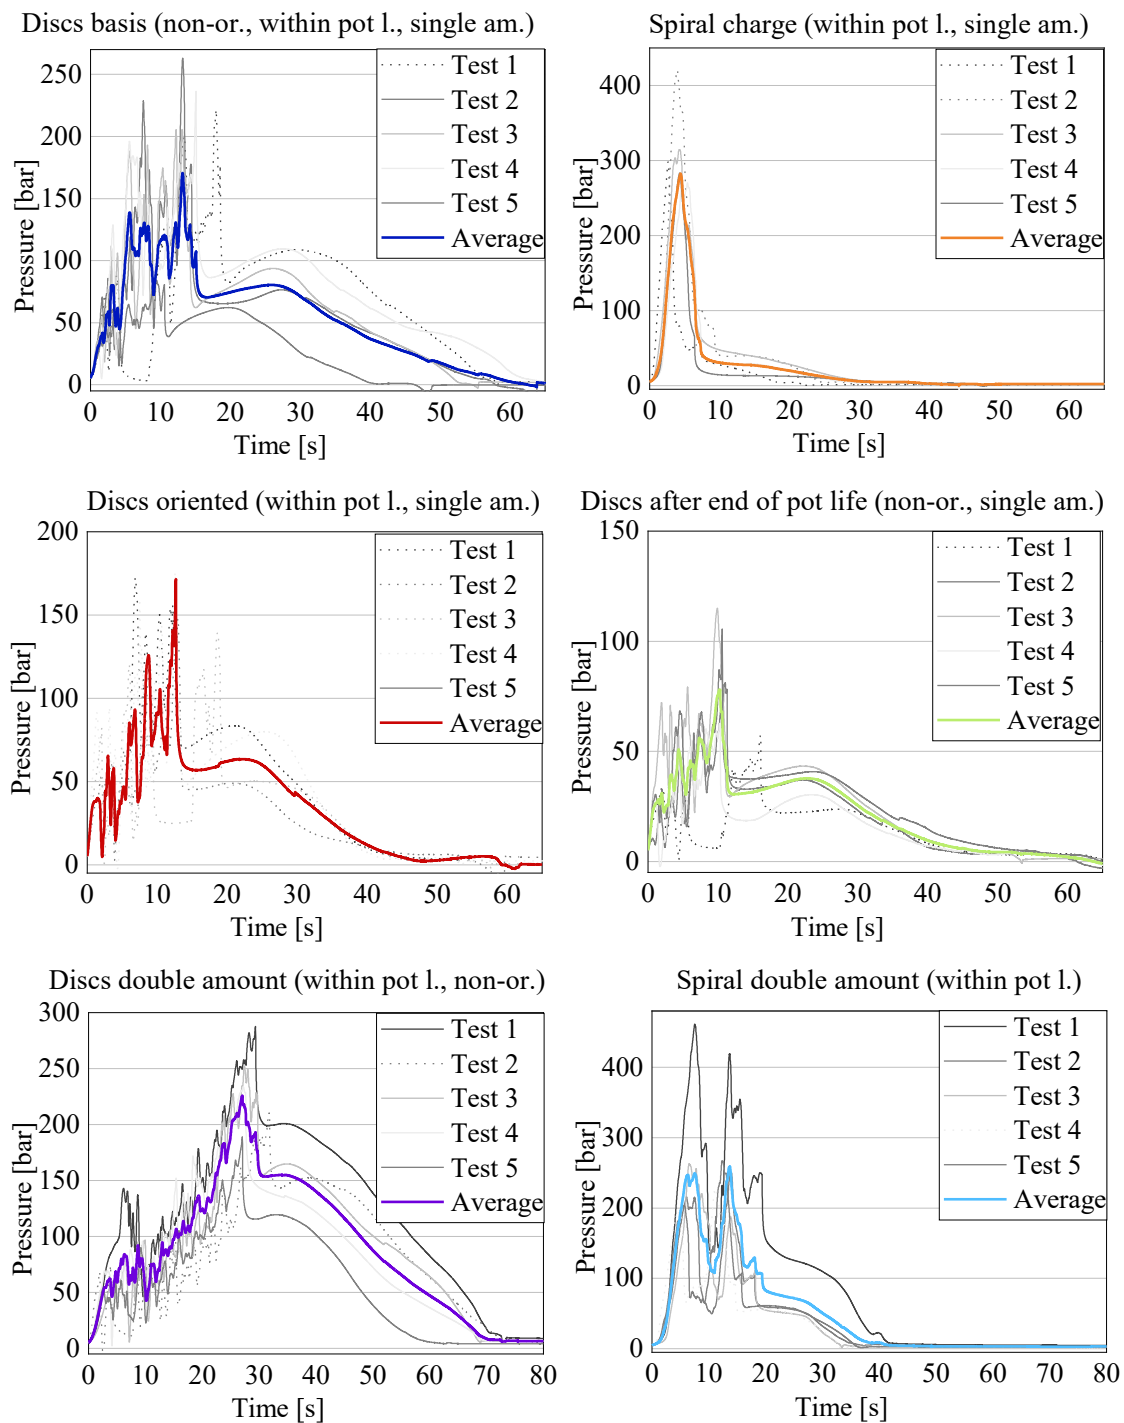 Discs basis (non-or., within pot l., single am.)
Pressure [bar]
250
200
150
100
50
0
0 10 20 30 40 50 60
Time [s]
Test 1
Test 2
Test 3
Test 4
Test 5
Average
Spiral charge (within pot l., single am.)
Pressure [bar]
400
300
200
100
0
0 10 20 30 40 50 60
Time [s]
Test 1
Test 2
Test 3
Test 4
Test 5
Average
Discs oriented (within pot l., single am.)
Pressure [bar]
200
150
100
50
0
0 10 20 30 40 50 60
Time [s]
Test 1
Test 2
Test 3
Test 4
Test 5
Average
Discs after end of pot life (non-or., single am.)
Pressure [bar]
150
100
50
0
0 10 20 30 40 50 60
Time [s]
Test 1
Test 2
Test 3
Test 4
Test 5
Average
Discs double amount (within pot l., non-or.)
Pressure [bar]
300
250
200
150
100
50
0
0 10 20 30 40 50 60 70 80
Time [s]
Test 1
Test 2
Test 3
Test 4
Test 5
Average
Spiral double amount (within pot l.)
Pressure [bar]
400
300
200
100
0
0 10 20 30 40 50 60 70 80
Time [s]
Test 1
Test 2
Test 3
Test 4
Test 5
Average